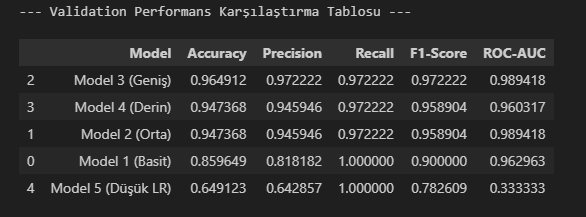 --- Validation Performans Karşılaştırma Tablosu ---
Model Accuracy Precision Recall F1-Score ROC-AUC
2 Model 3 (Geniş) 0.964912 0.972222 0.972222 0.972222 0.989418
3 Model 4 (Derin) 0.947368 0.945946 0.972222 0.958904 0.960317
1 Model 2 (Orta) 0.947368 0.945946 0.972222 0.958904 0.989418
0 Model 1 (Basit) 0.859649 0.818182 1.000000 0.900000 0.962963
4 Model 5 (Düşük LR) 0.649123 0.642857 1.000000 0.782609 0.333333